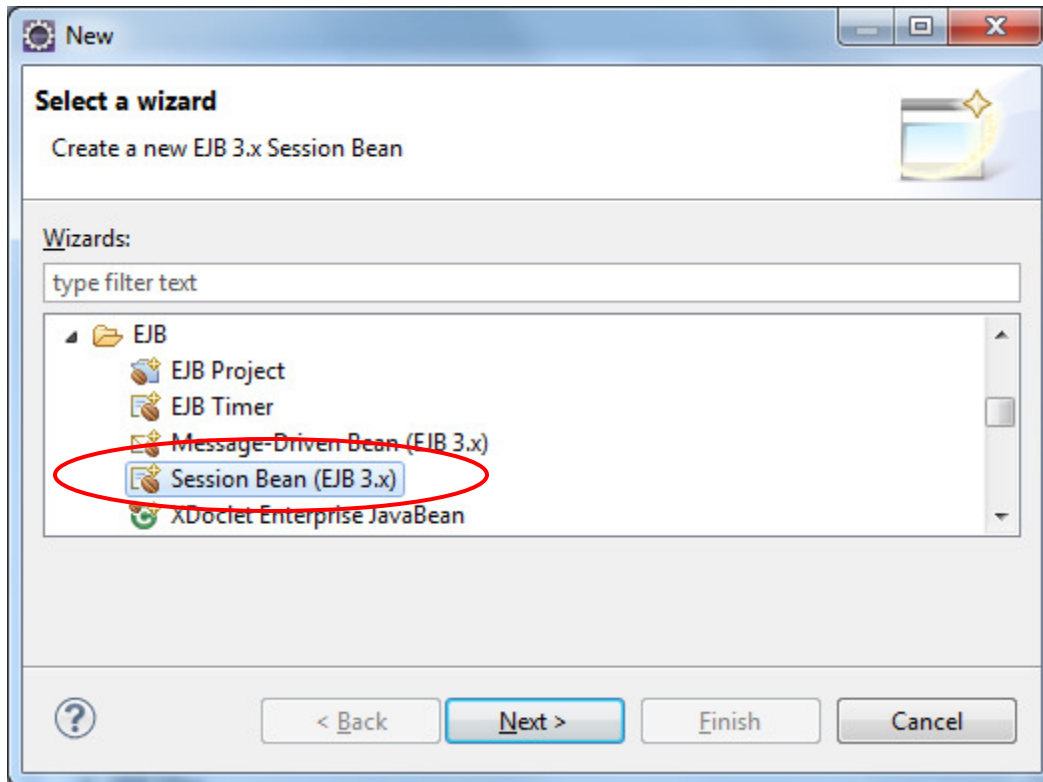 New
Select a wizard
Create a new EJB 3.x Session Bean
Wizards:
type filter text
EJB
EJB Project
EJB Timer
Message-Driven Bean (EJB 3.x)
Session Bean (EJB 3.x)
XDoclet Enterprise JavaBean
?
< Back Next > Finish Cancel